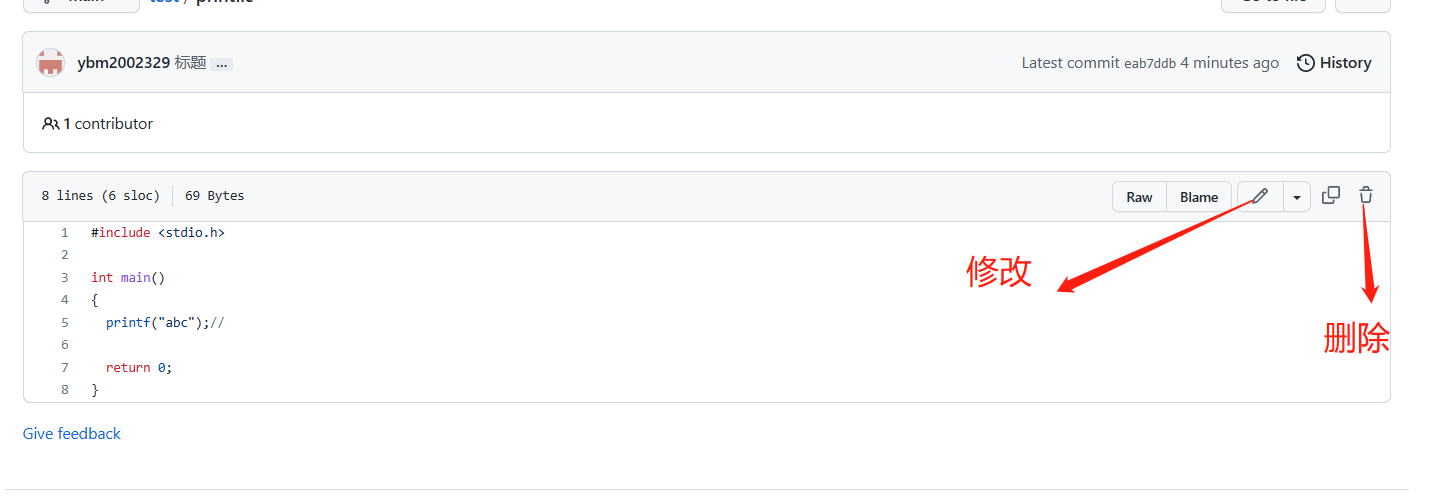 test /
ybm2002329 标题 ...
Latest commit eab7ddb 4 minutes ago History
1 contributor
8 lines (6 sloc) 69 Bytes
Raw Blame
1 #include <stdio.h>
2
3 int main()
4 {
5 printf("abc");//
6
7 return 0;
8 }
修改
删除
Give feedback